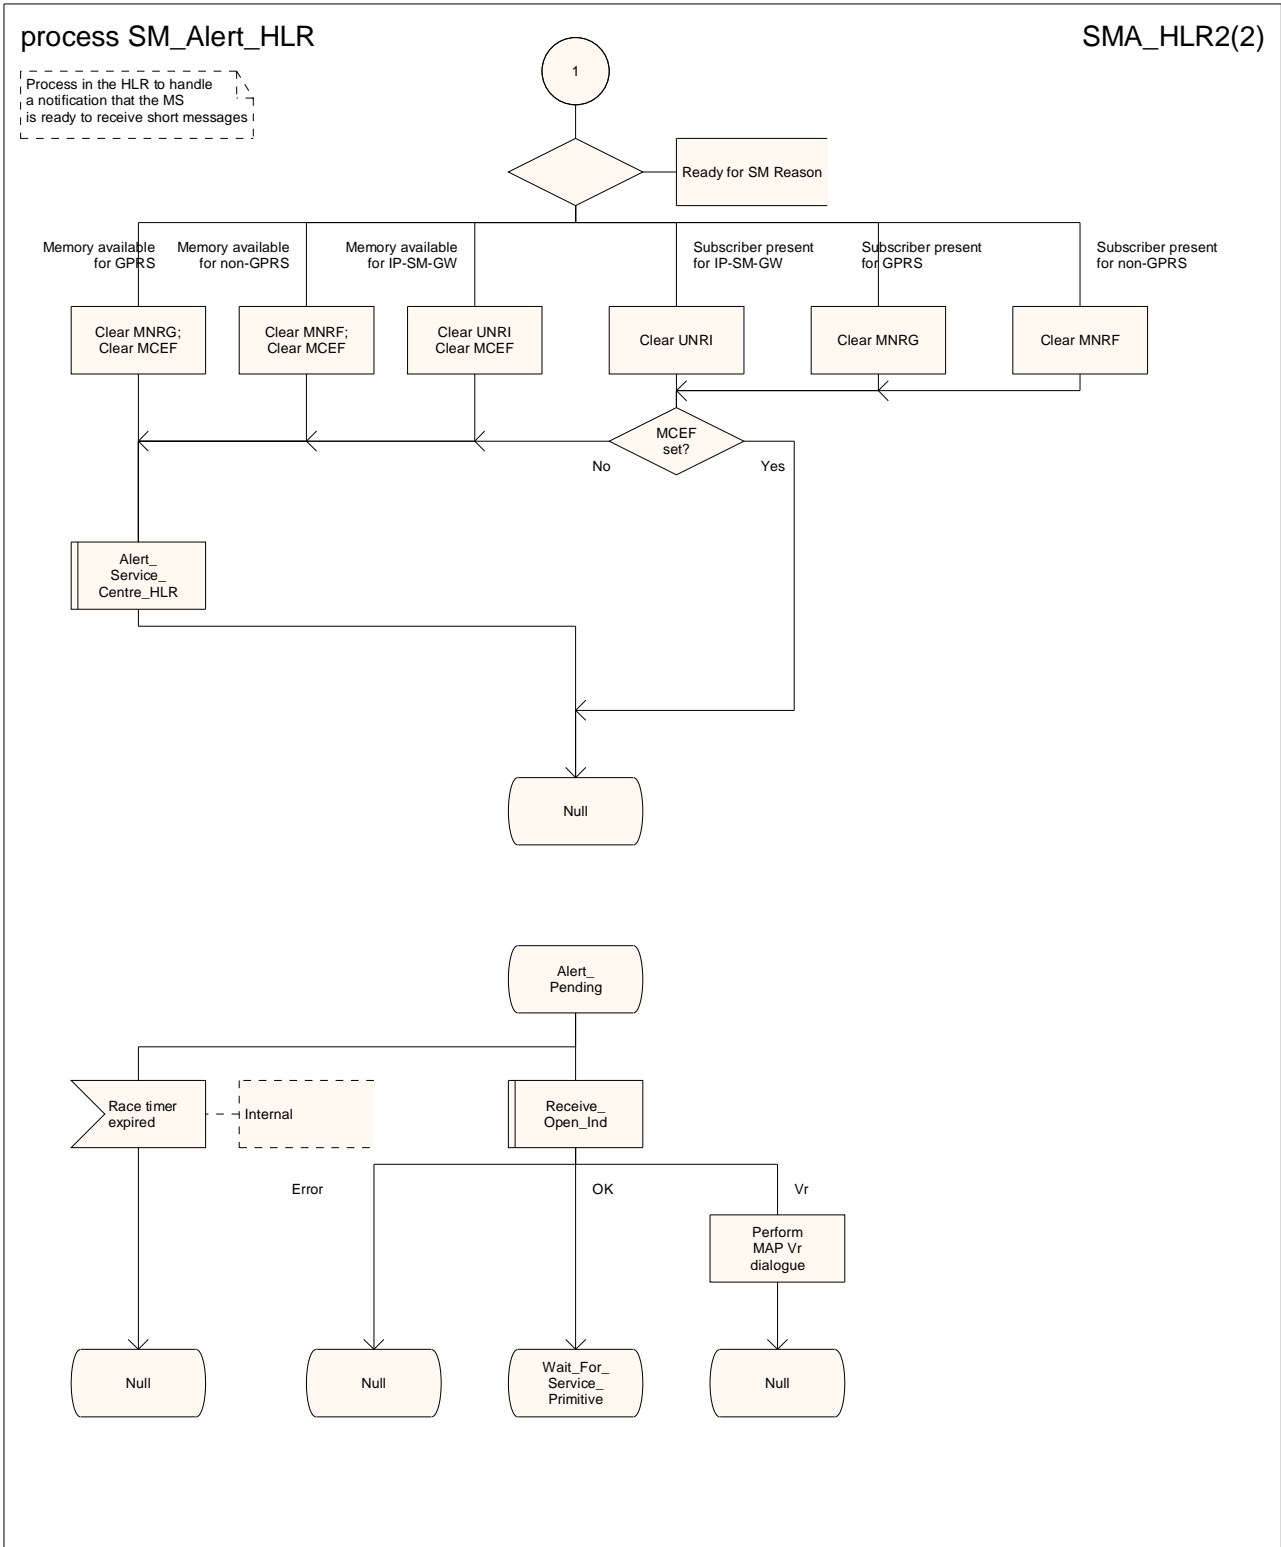 process SM_Alert_HLR
SMA_HLR2(2)
Process in the HLR to handle
a notification that the MS
is ready to receive short messages
1
Ready for SM Reason
Memory available
for GPRS
Memory available
for non-GPRS
Memory available
for IP-SM-GW
Subscriber present
for IP-SM-GW
Subscriber present
for GPRS
Subscriber present
for non-GPRS
Clear MNRG;
Clear MCEF
Clear MNRF;
Clear MCEF
Clear UNRI
Clear MCEF
Clear UNRI
Clear MNRG
Clear MNRF
MCEF
set?
No
Yes
Alert_
Service_
Centre_HLR
Null
Alert_
Pending
Race timer
expired
Internal
Receive_
Open_Ind
Error
OK
Vr
Perform
MAP Vr
dialogue
Null
Null
Wait_For_
Service_
Primitive
Null